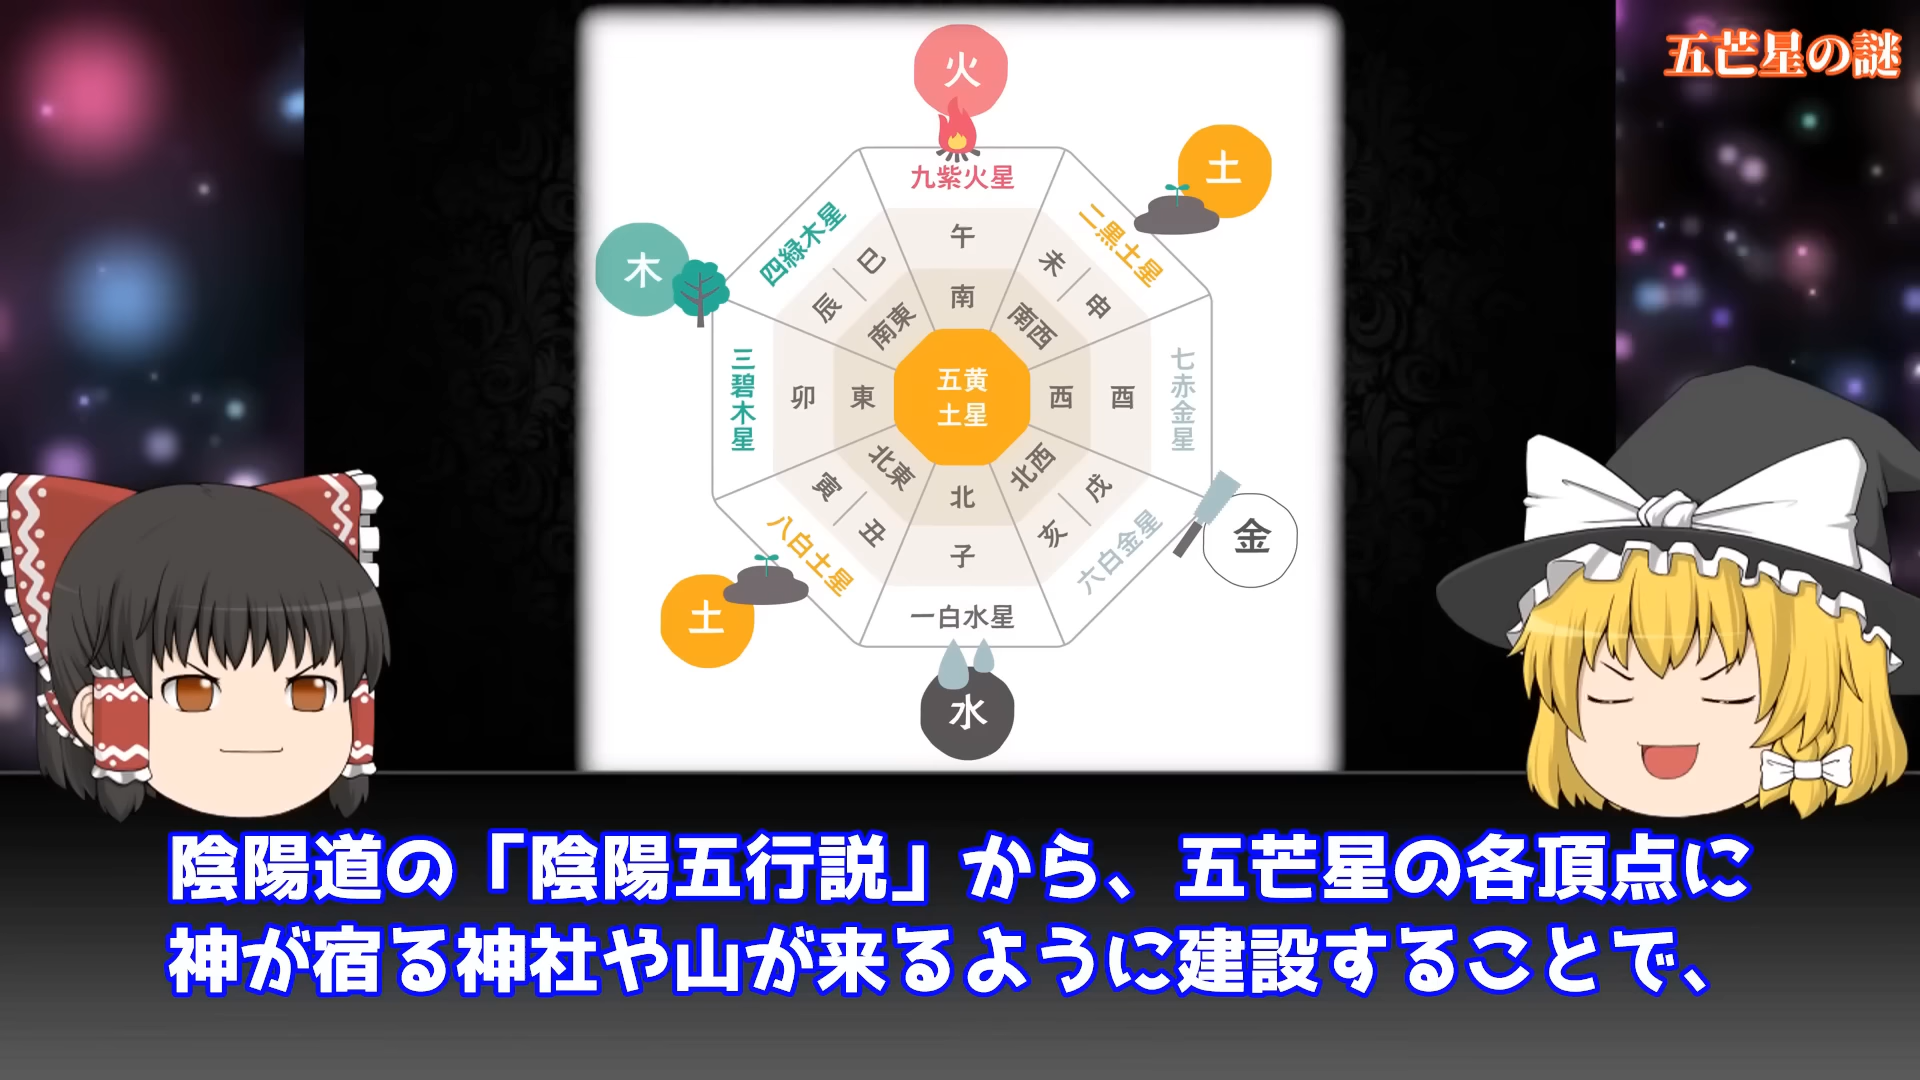 五芒星の謎
火
土
木
九紫火星
四緑木星
二黒土星
午
巳
未
辰
申
南
南東
南西
三碧木星
卯
東
五黄
土星
西
酉
七赤金星
北東
北西
寅
戌
北
丑
亥
子
八白土星
六白金星
金
一白水星
土
水
陰陽道の「陰陽五行説」から、五芒星の各頂点に
神が宿る神社や山が来るように建設することで、